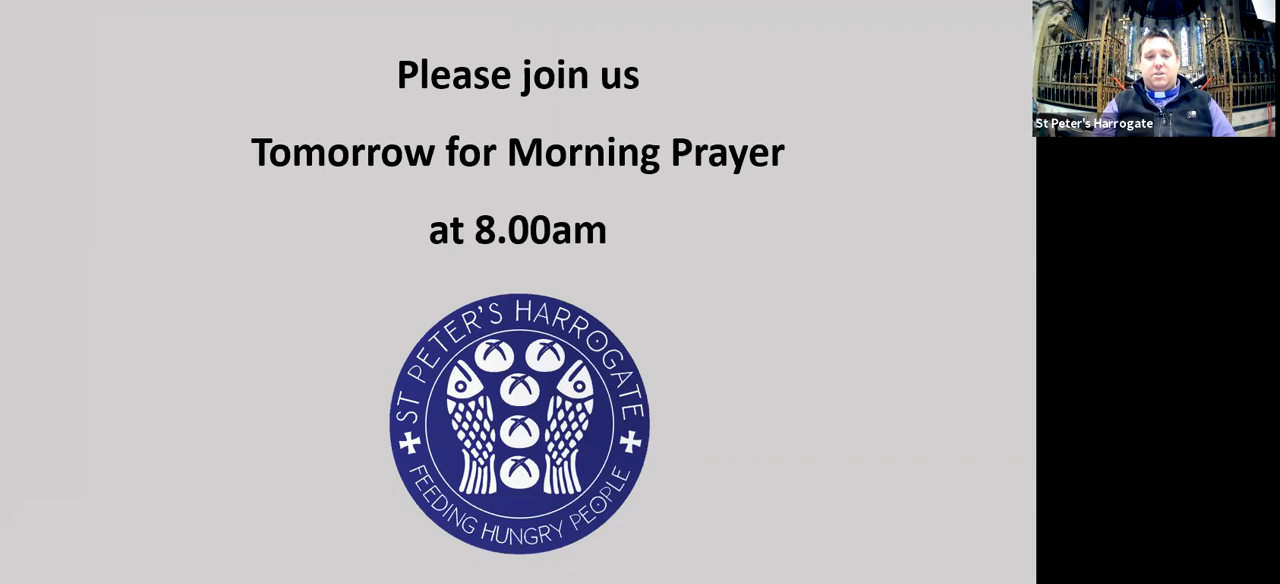 Please join us
Tomorrow for Morning Prayer
at 8.00am
ST PETER'S HARROGATE
FEEDING HUNGRY PEOPLE
St Peter's Harrogate